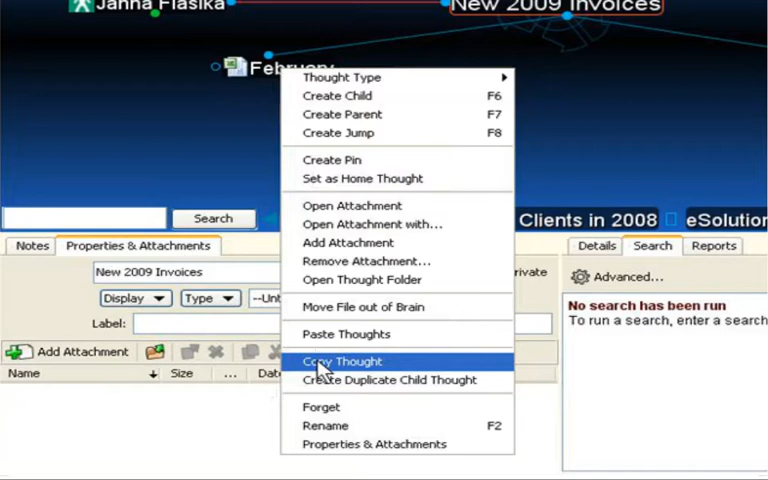 Janna Flasika
New 2009 Invoices
February
Thought Type
Create Child F6
Create Parent F7
Create Jump F8
Create Pin
Set as Home Thought
Open Attachment
Open Attachment with...
Add Attachment
Remove Attachment...
Open Thought Folder
Move File out of Brain
Paste Thoughts
Copy Thought
Create Duplicate Child Thought
Forget
Rename F2
Properties & Attachments
Search
Clients in 2008
eSolution
Notes
Properties & Attachments
New 2009 Invoices
rivate
Display
Type
--Unt
Label:
Add Attachment
Name
Size
...
Dat
Details
Search
Reports
Advanced...
No search has been run
To run a search, enter a search